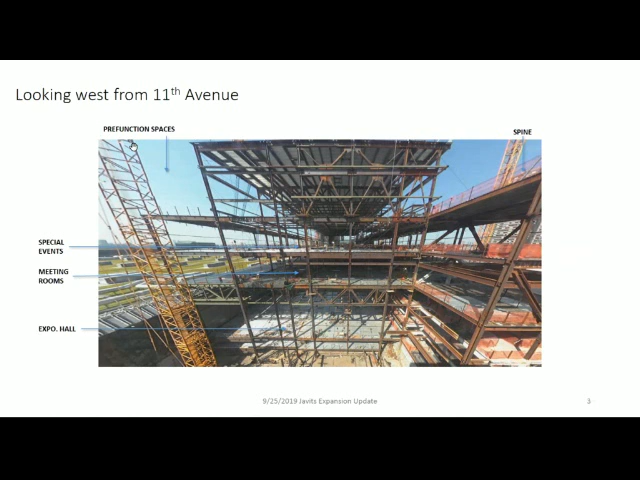 Looking west from 11th Avenue
PREFUNCTION SPACES
SPINE
SPECIAL
EVENTS
MEETING
ROOMS
EXPO. HALL
9/25/2019 Javits Expansion Update
3